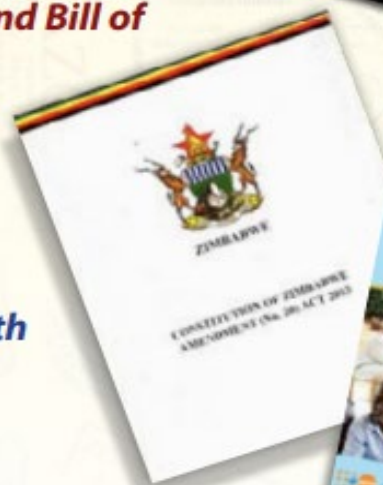 nd Bill of
ZIMBABWE
CONSTITUTION OF ZIMBABWE
AMENDMENT (No. 20) ACT 2013
th